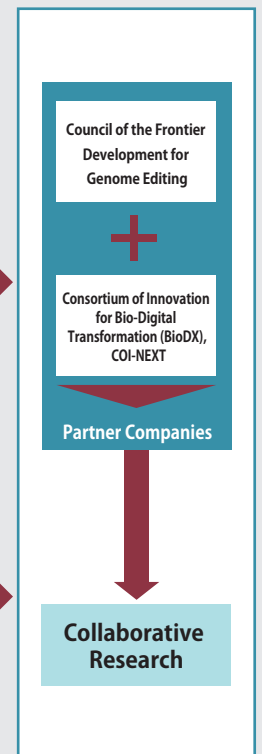 Council of the Frontier
Development for
Genome Editing
+
Consortium of Innovation
for Bio-Digital
Transformation (BioDX),
COI-NEXT
Partner Companies
Collaborative
Research